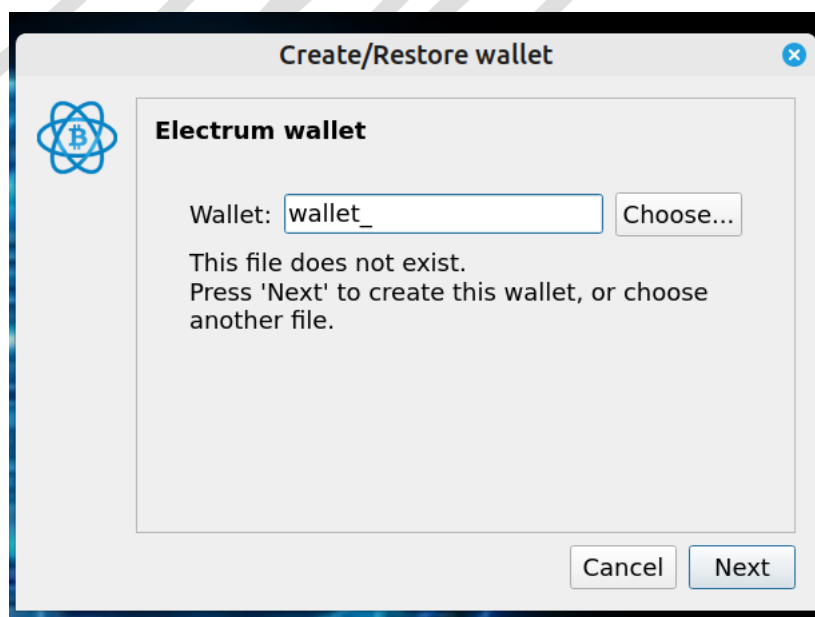 Create/Restore wallet
Electrum wallet
Wallet: wallet_ Choose...
This file does not exist.
Press 'Next' to create this wallet, or choose
another file.
Cancel Next